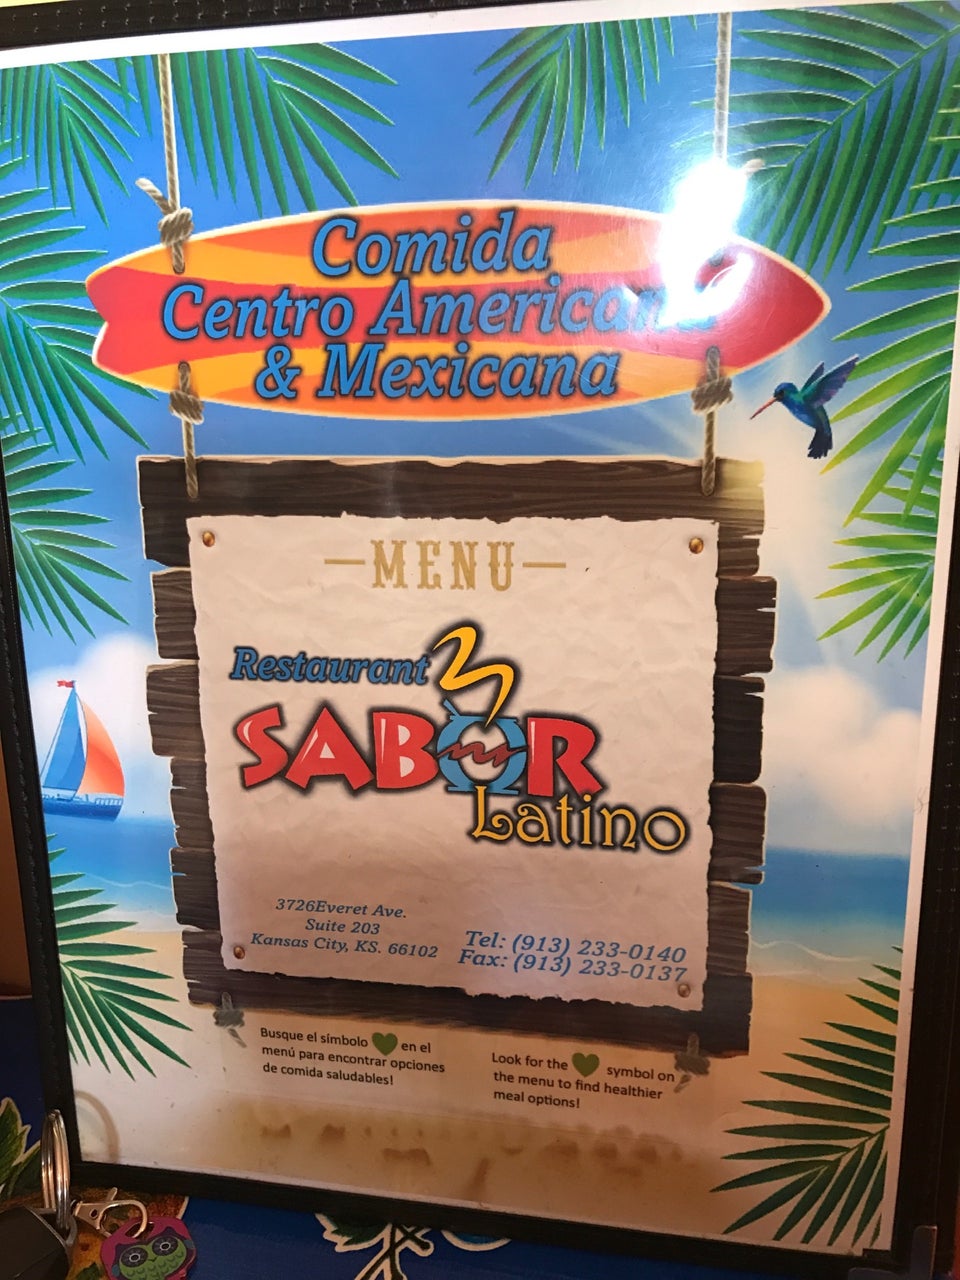 Comida
Centro Americana
& Mexicana
MENU
Restaurant
SABOR
Latino
3726Everet Ave.
Suite 203
Kansas City, KS. 66102
Tel: (913) 233-0140
Fax: (913) 233-0137
Busque el símbolo en el
menú para encontrar opciones
de comida saludables!
Look for the symbol on
the menu to find healthier
meal options!